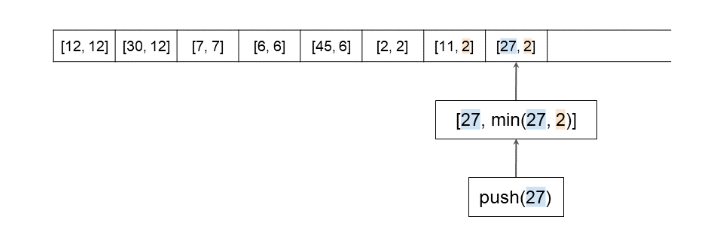 [12, 12] [30, 12] [7, 7] [6, 6] [45, 6] [2, 2] [11, 2] [27, 2]
[27, min(27, 2)]
push(27)